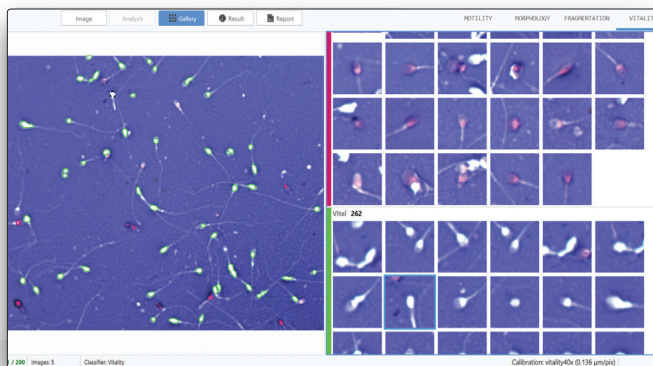 Image Analysis Gallery Result Report MOTILITY MORPHOLOGY FRAGMENTATION VITALIT
Vital 262
/ 200 Images: 5 Classifier: Vitality Calibration: vitality40x (0.136 µm/pix)